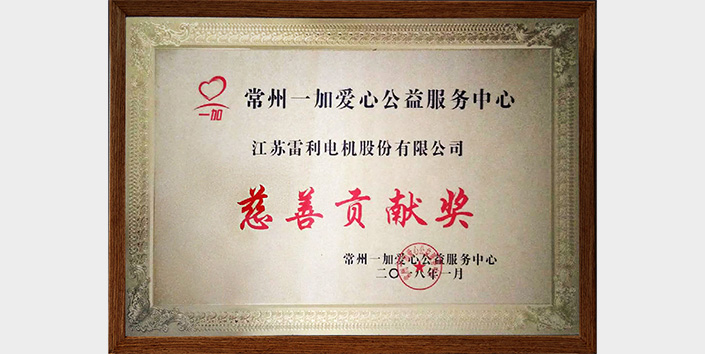 常州一加爱心公益服务中心
一加
江苏雷利电机股份有限公司
慈善贡献奖
常州一加爱心公益服务中心
二〇一八年一月